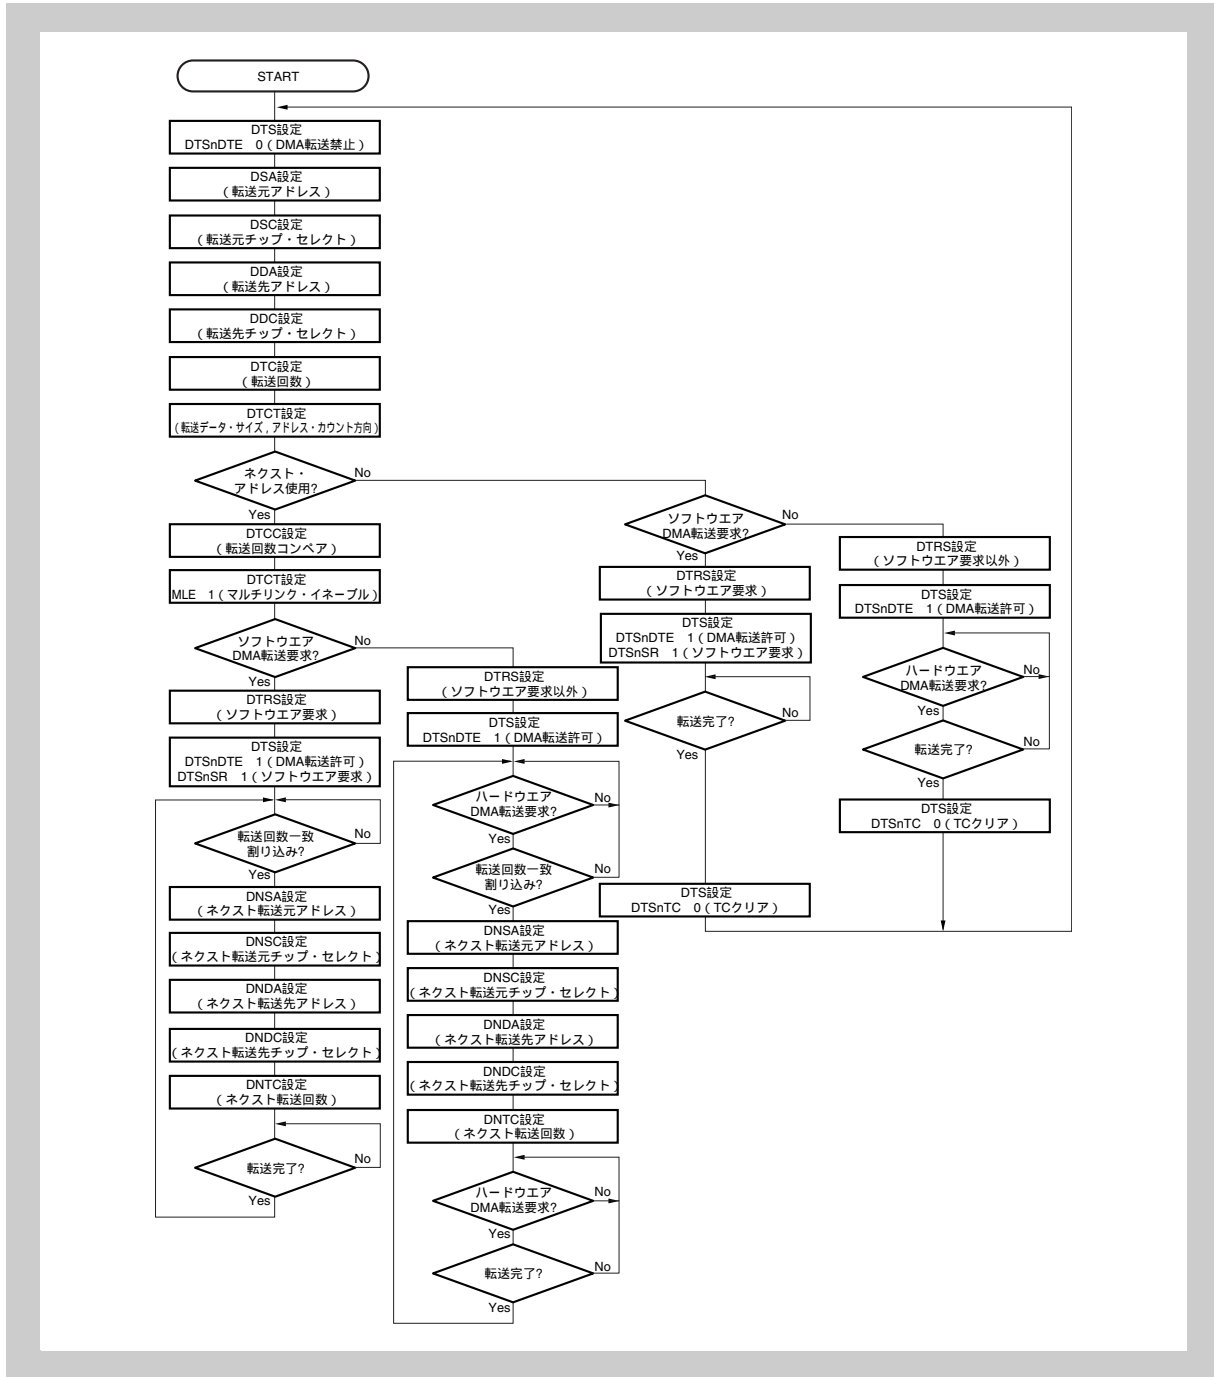 START
DTS設定
DTSnDTE 0(DMA転送禁止)
DSA設定
(転送元アドレス)
DSC設定
(転送元チップ・セレクト)
DDA設定
(転送先アドレス)
DDC設定
(転送先チップ・セレクト)
DTC設定
(転送回数)
DTCT設定
(転送データ・サイズ,アドレス・カウント方向)
ネクスト・
アドレス使用?
No
Yes
DTCC設定
(転送回数コンペア)
DTCT設定
MLE 1(マルチリンク・イネーブル)
ソフトウエア
DMA転送要求?
No
Yes
DTRS設定
(ソフトウエア要求)
DTS設定
DTSnDTE 1(DMA転送許可)
DTSnSR 1(ソフトウエア要求)
転送回数一致
割り込み?
No
Yes
DNSA設定
(ネクスト転送元アドレス)
DNSC設定
(ネクスト転送元チップ・セレクト)
DNDA設定
(ネクスト転送先アドレス)
DNDC設定
(ネクスト転送先チップ・セレクト)
DNTC設定
(ネクスト転送回数)
転送完了?
No
Yes
DTRS設定
(ソフトウエア要求以外)
DTS設定
DTSnDTE 1(DMA転送許可)
ハードウエア
DMA転送要求?
No
Yes
転送回数一致
割り込み?
No
Yes
DNSA設定
(ネクスト転送元アドレス)
DNSC設定
(ネクスト転送元チップ・セレクト)
DNDA設定
(ネクスト転送先アドレス)
DNDC設定
(ネクスト転送先チップ・セレクト)
DNTC設定
(ネクスト転送回数)
ハードウエア
DMA転送要求?
No
Yes
転送完了?
No
Yes
ソフトウエア
DMA転送要求?
No
Yes
DTRS設定
(ソフトウエア要求)
DTS設定
DTSnDTE 1(DMA転送許可)
DTSnSR 1(ソフトウエア要求)
転送完了?
No
Yes
DTS設定
DTSnTC 0(TCクリア)
DTRS設定
(ソフトウエア要求以外)
DTS設定
DTSnDTE 1(DMA転送許可)
ハードウエア
DMA転送要求?
No
Yes
転送完了?
No
Yes
DTS設定
DTSnTC 0(TCクリア)